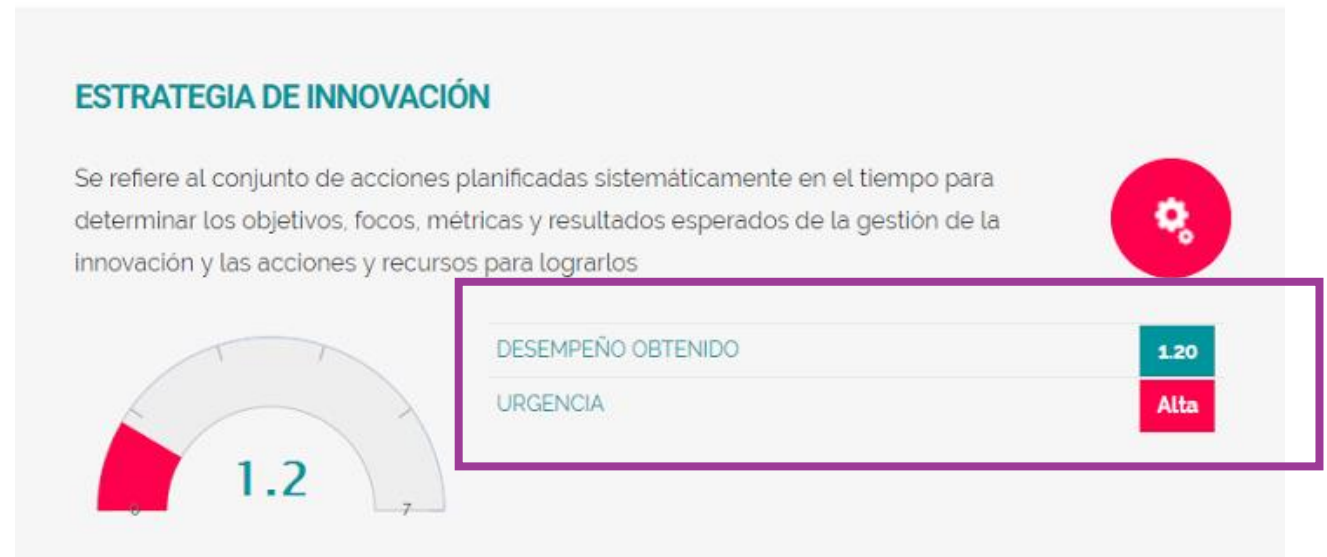 ESTRATEGIA DE INNOVACIÓN
Se refiere al conjunto de acciones planificadas sistemáticamente en el tiempo para
determinar los objetivos, focos, métricas y resultados esperados de la gestión de la
innovación y las acciones y recursos para lograrlos
DESEMPEÑO OBTENIDO 1.20
URGENCIA Alta
1.2
0 7